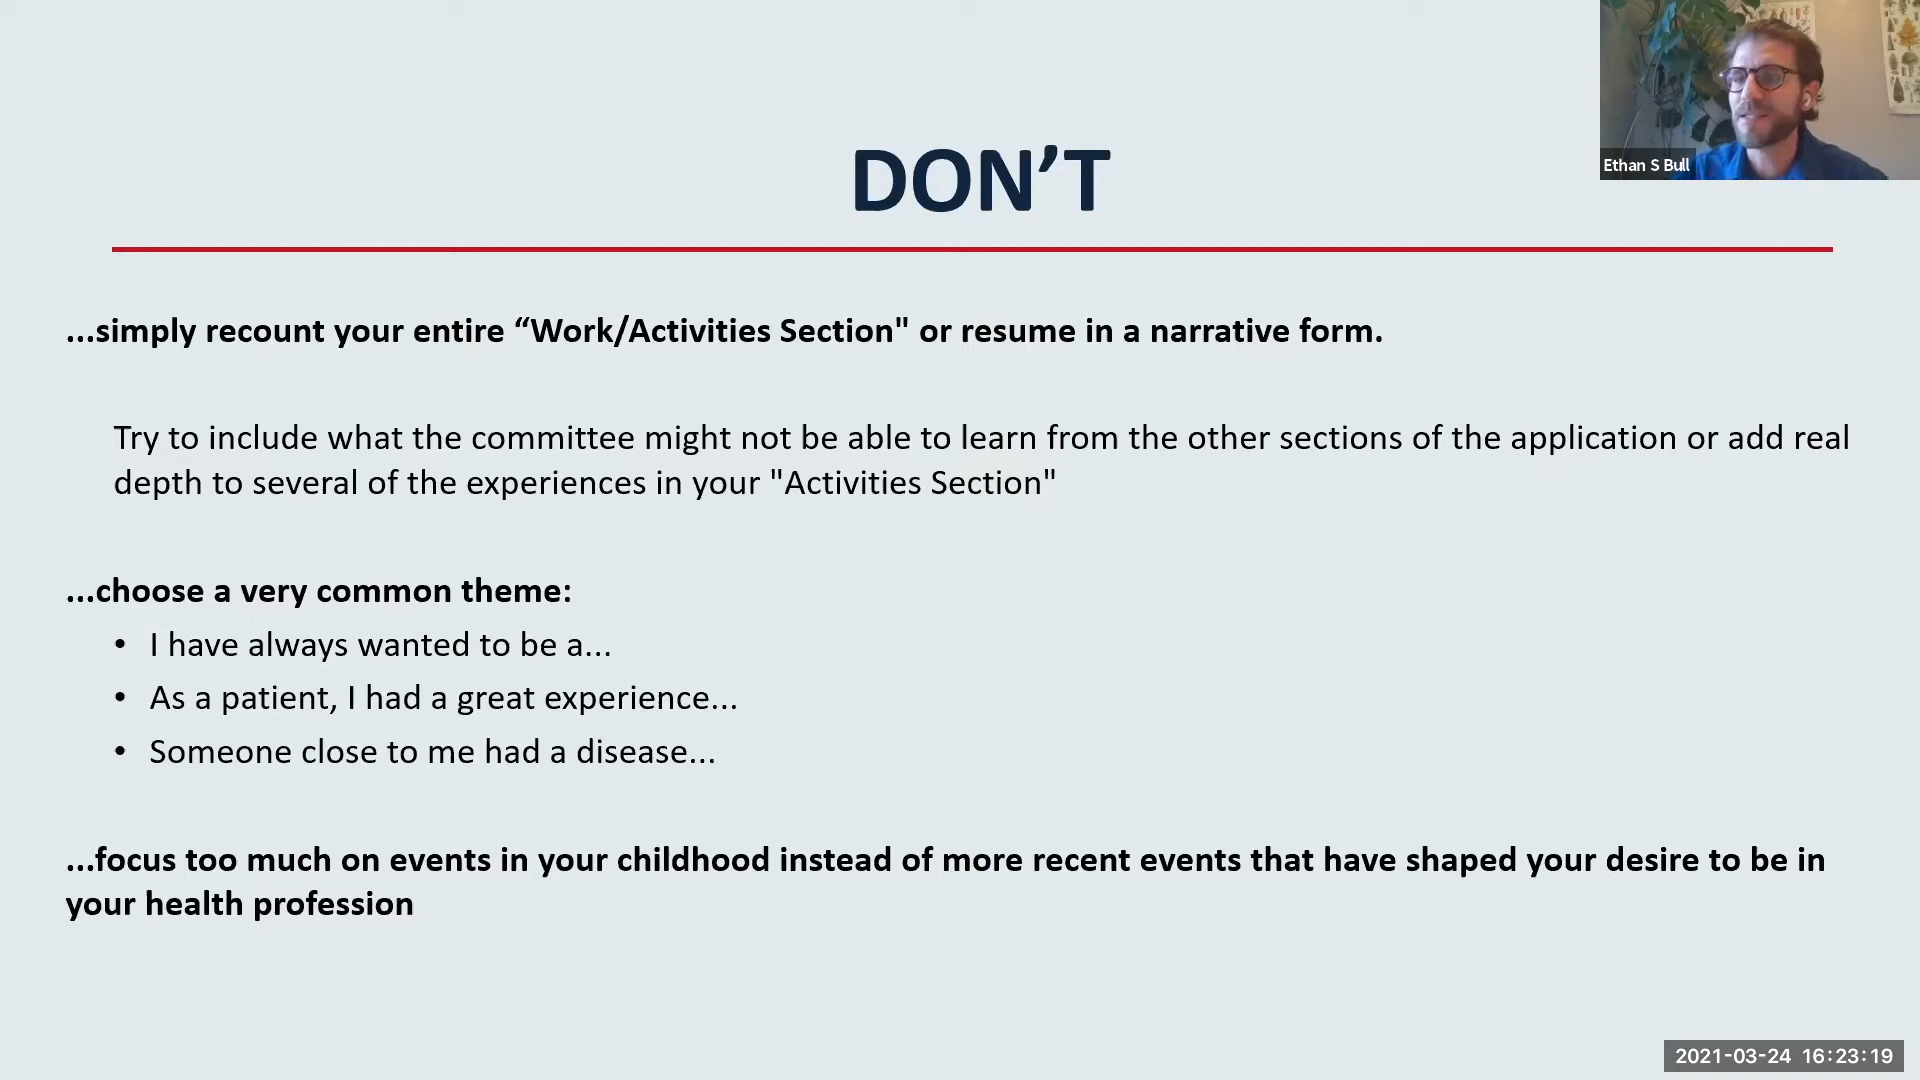 Ethan S Bull
DON’T
...simply recount your entire “Work/Activities Section" or resume in a narrative form.
Try to include what the committee might not be able to learn from the other sections of the application or add real
depth to several of the experiences in your "Activities Section"
...choose a very common theme:
• I have always wanted to be a...
• As a patient, I had a great experience...
• Someone close to me had a disease...
...focus too much on events in your childhood instead of more recent events that have shaped your desire to be in
your health profession
2021-03-24 16:23:19